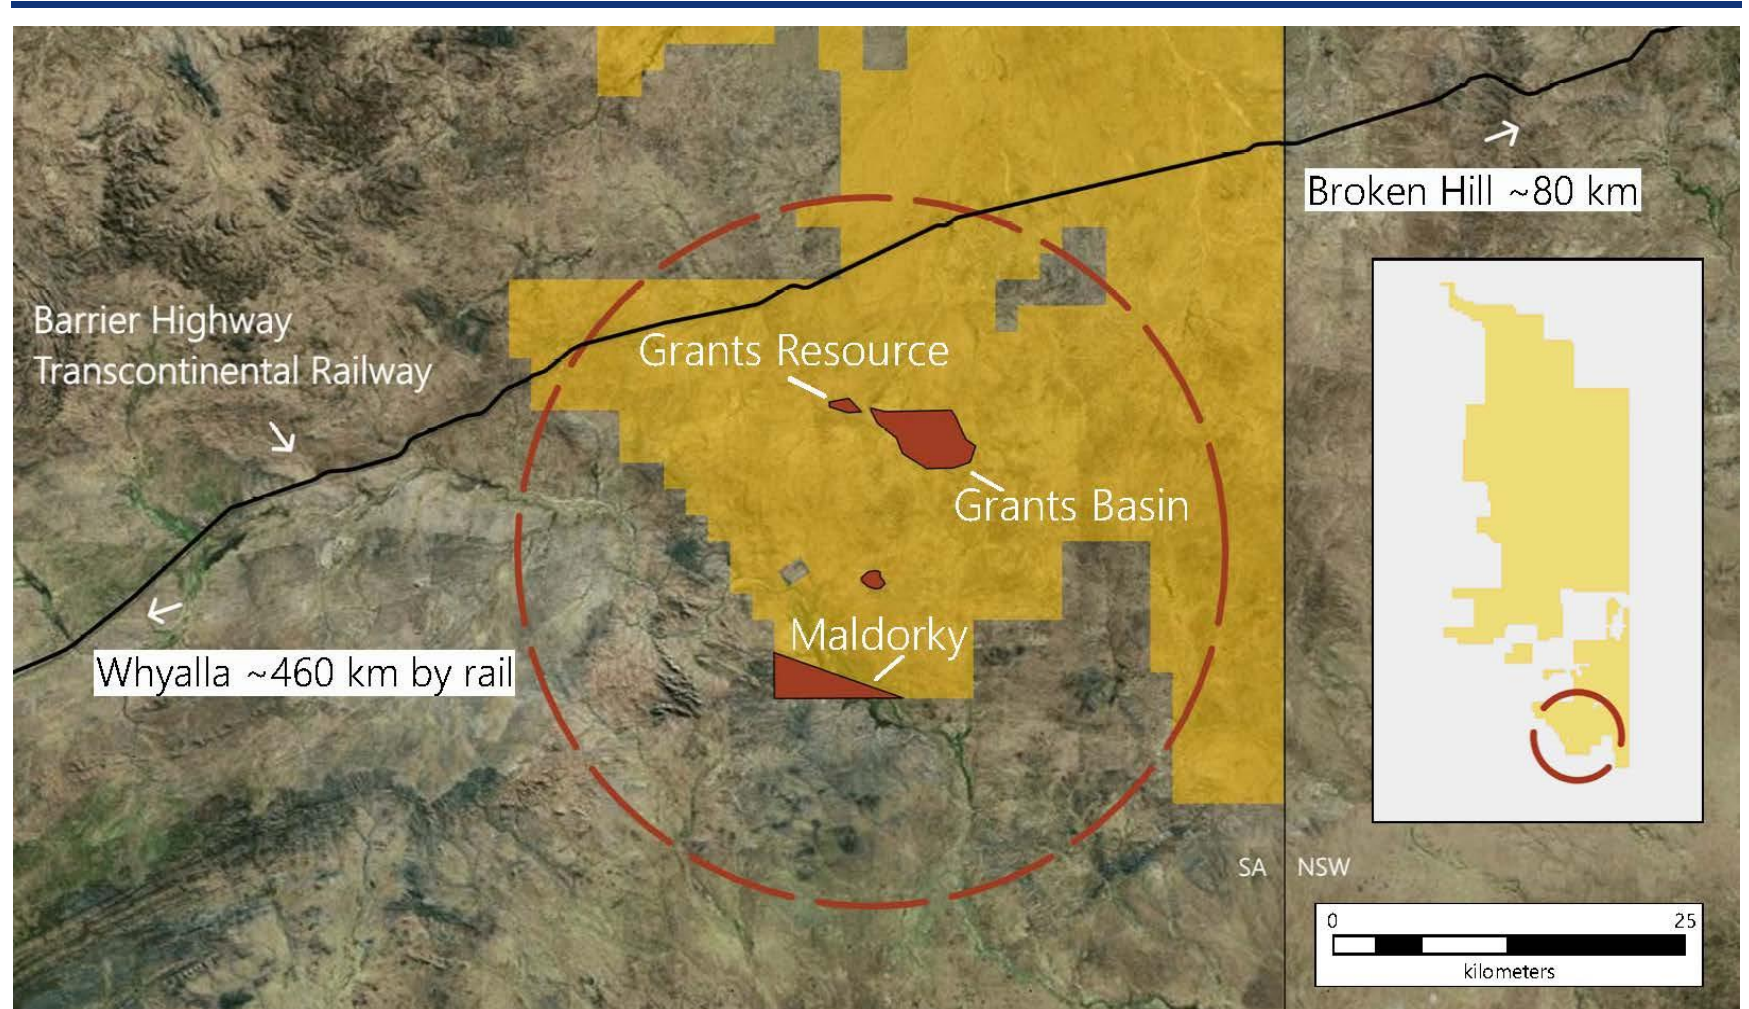 Broken Hill ~80 km
Barrier Highway
Transcontinental Railway
Grants Resource
Grants Basin
Maldorky
Whyalla ~460 km by rail
SA
NSW
0
25
kilometers